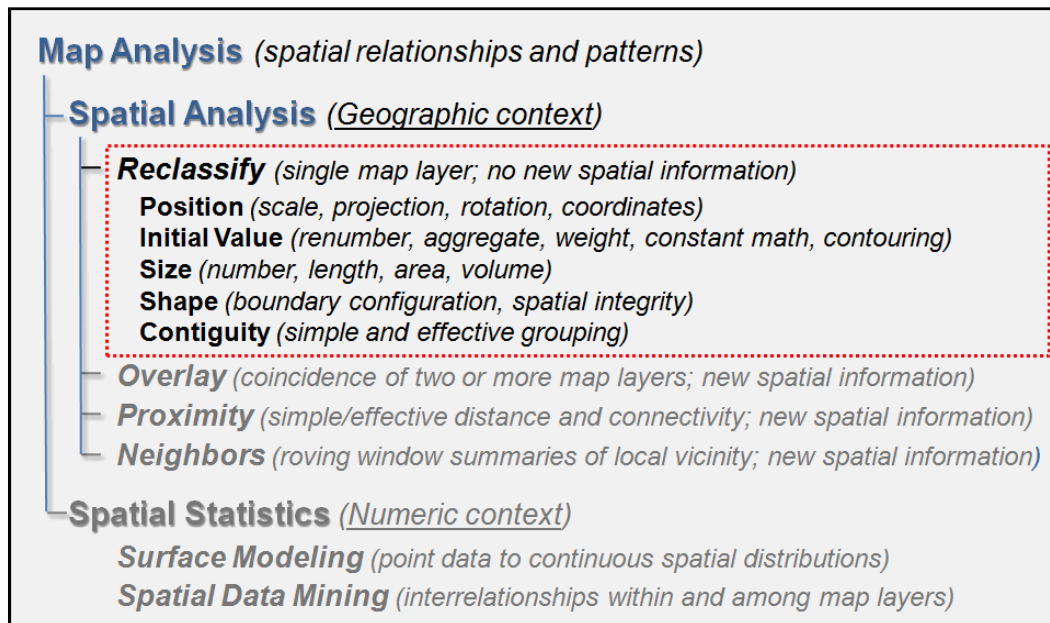 Map Analysis (spatial relationships and patterns)
Spatial Analysis (Geographic context)
Reclassify (single map layer; no new spatial information)
Position (scale, projection, rotation, coordinates)
Initial Value (renumber, aggregate, weight, constant math, contouring)
Size (number, length, area, volume)
Shape (boundary configuration, spatial integrity)
Contiguity (simple and effective grouping)
Overlay (coincidence of two or more map layers; new spatial information)
Proximity (simple/effective distance and connectivity; new spatial information)
Neighbors (roving window summaries of local vicinity; new spatial information)
Spatial Statistics (Numeric context)
Surface Modeling (point data to continuous spatial distributions)
Spatial Data Mining (interrelationships within and among map layers)